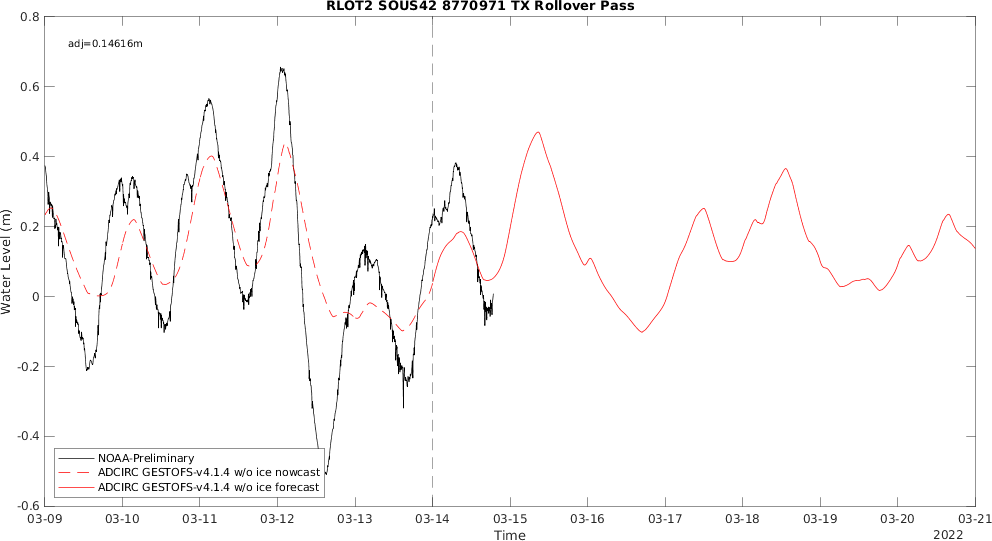 RLOT2 SOUS42 8770971 TX Rollover Pass
adj=0.14616m
Water Level (m)
0.8
0.6
0.4
0.2
0
-0.2
-0.4
-0.6
NOAA-Preliminary
ADCIRC GESTOFS-v4.1.4 w/o ice nowcast
ADCIRC GESTOFS-v4.1.4 w/o ice forecast
03-09 03-10 03-11 03-12 03-13 03-14 03-15 03-16 03-17 03-18 03-19 03-20 03-21
Time
2022